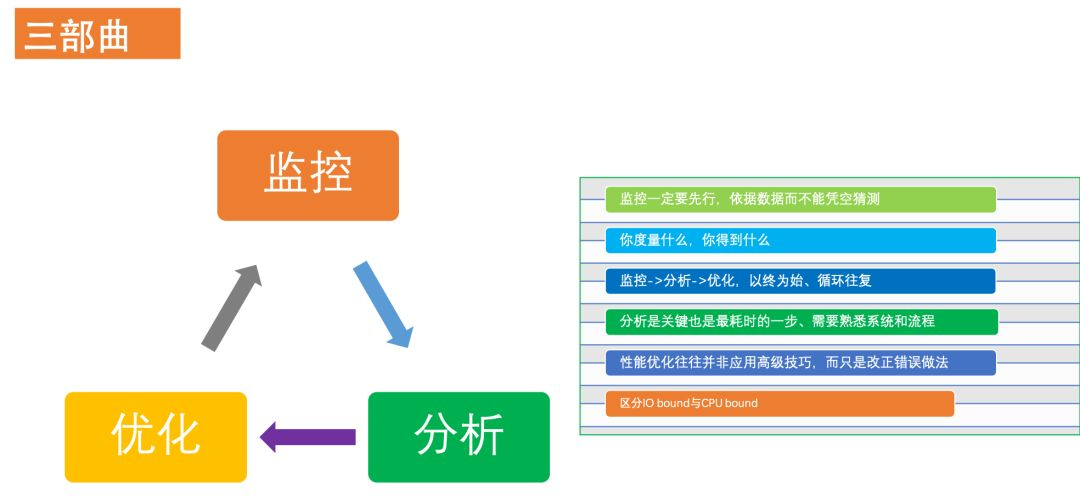 三部曲
监控
优化
分析
监控一定要先行，依据数据而不能凭空猜测
你度量什么，你得到什么
监控->分析->优化，以终为始、循环往复
分析是关键也是最耗时的一步、需要熟悉系统和流程
性能优化往往并非应用高级技巧，而只是改正错误做法
区分IO bound与CPU bound